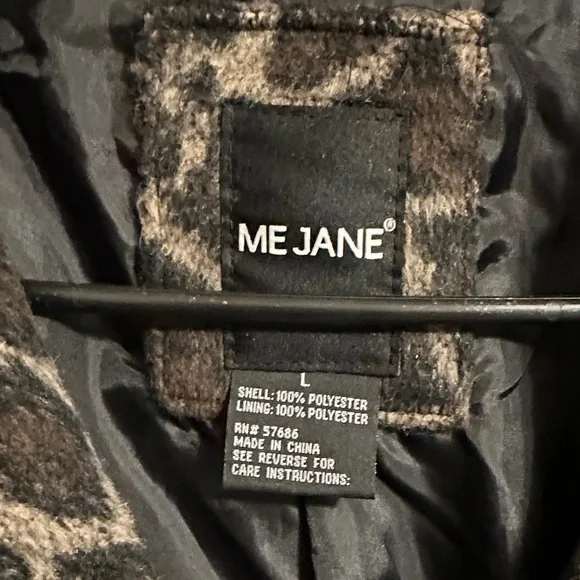 ME JANE®
L
SHELL: 100% POLYESTER
LINING: 100% POLYESTER
RN# 57686
MADE IN CHINA
SEE REVERSE FOR
CARE INSTRUCTIONS: